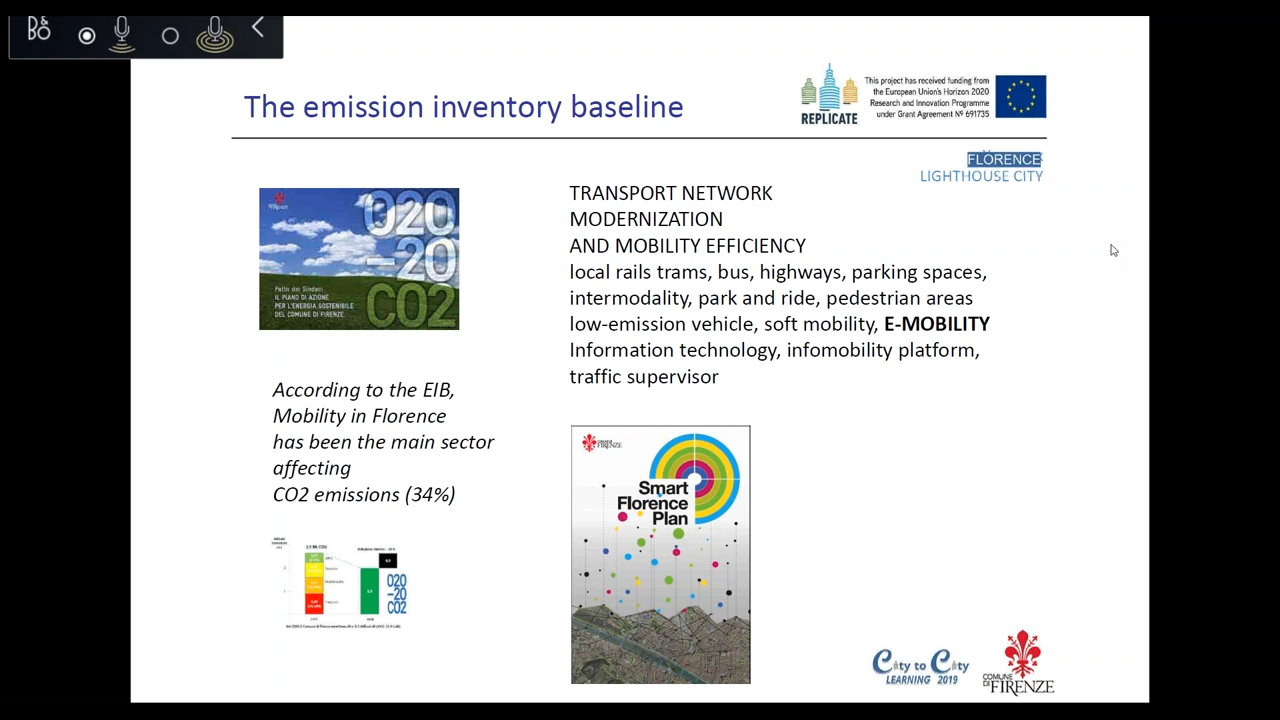 B&O
The emission inventory baseline
REPLICATE
This project has received funding from
the European Union's Horizon 2020
Research and Innovation Programme
under Grant Agreement Nº 691735
FLORENCE
LIGHTHOUSE CITY
020
-20
CO2
Patto dei Sindaci
IL PIANO DI AZIONE
PER L'ENERGIA SOSTENIBILE
DEL COMUNE DI FIRENZE
TRANSPORT NETWORK
MODERNIZATION
AND MOBILITY EFFICIENCY
local rails trams, bus, highways, parking spaces,
intermodality, park and ride, pedestrian areas
low-emission vehicle, soft mobility, E-MOBILITY
Information technology, infomobility platform,
traffic supervisor
According to the EIB,
Mobility in Florence
has been the main sector
affecting
CO2 emissions (34%)
020
-20
CO2
FIRENZE
Smart
Florence
Plan
City to City
LEARNING 2019
COMUNE
DI FIRENZE